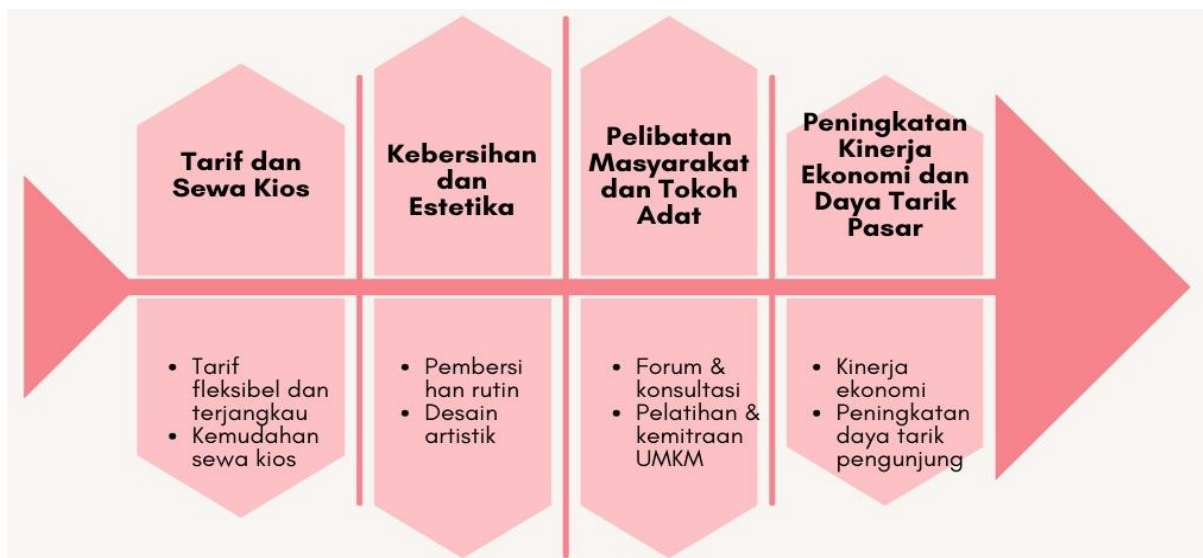 Tarif dan
Sewa Kios
Kebersihan
dan
Estetika
Pelibatan
Masyarakat
dan Tokoh
Adat
Peningkatan
Kinerja
Ekonomi dan
Daya Tarik
Pasar
• Tarif
fleksibel dan
terjangkau
• Kemudahan
sewa kios
• Pembersi
han rutin
• Desain
artistik
• Forum &
konsultasi
• Pelatihan &
kemitraan
UMKM
• Kinerja
ekonomi
• Peningkatan
daya tarik
pengunjung